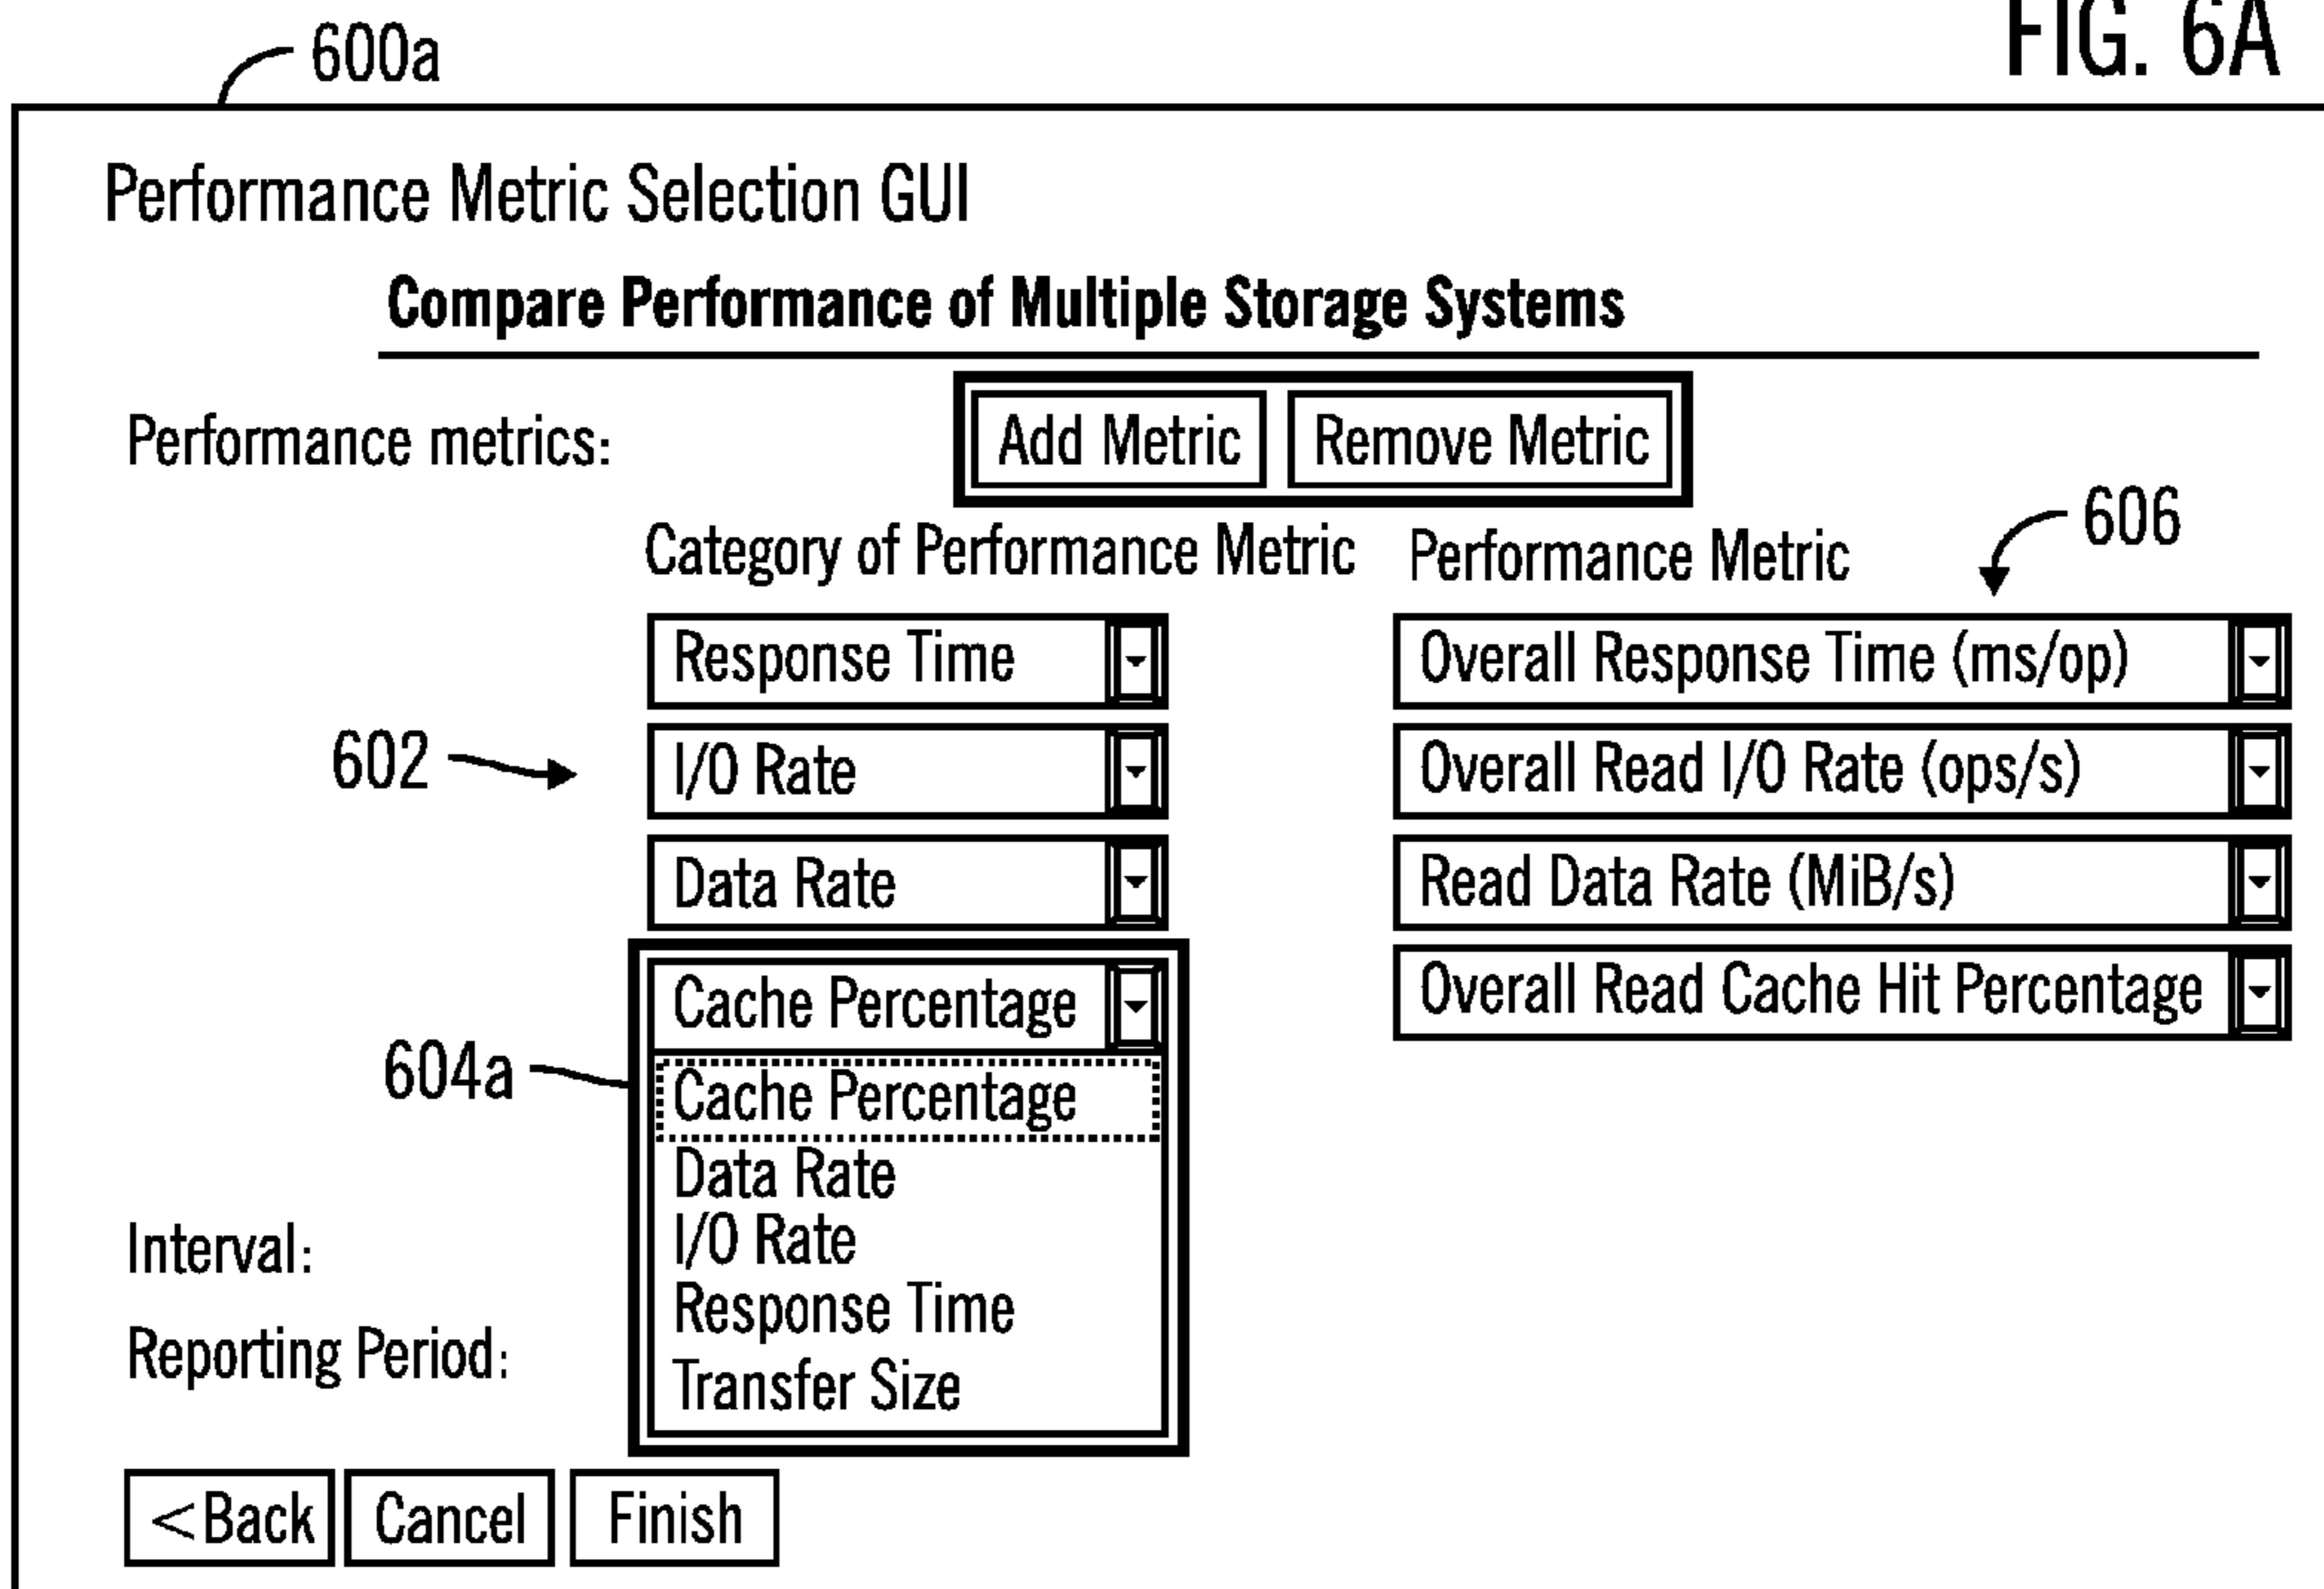 FIG. 6A
600a
Performance Metric Selection GUI
Compare Performance of Multiple Storage Systems
Performance metrics:
Add Metric Remove Metric
606
Category of Performance Metric Performance Metric
Response Time Overall Response Time (ms/op)
602 I/O Rate Overall Read I/O Rate (ops/s)
Data Rate Read Data Rate (MiB/s)
Cache Percentage Overall Read Cache Hit Percentage
604a Cache Percentage
Data Rate
I/O Rate
Interval:
Response Time
Reporting Period:
Transfer Size
<Back Cancel Finish